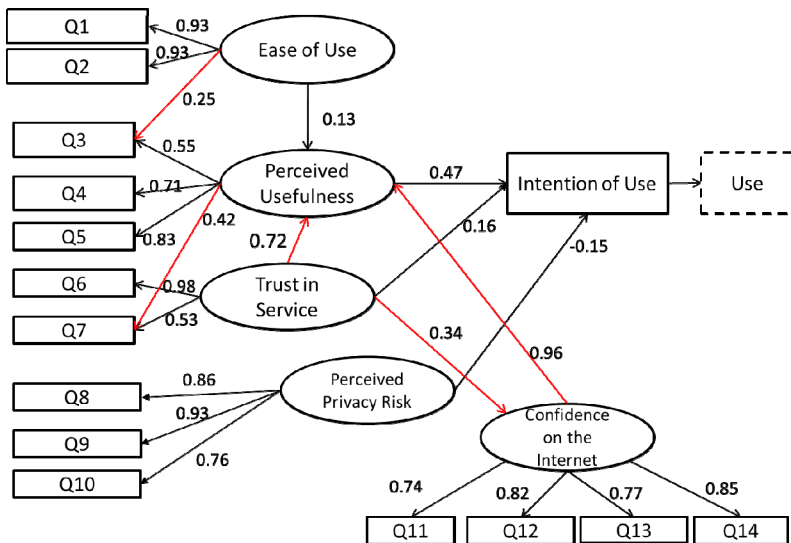 Q1
0.93
Ease of Use
Q2
0.93
0.25
0.13
Q3
0.55
Perceived
Usefulness
0.47
Intention of Use
Use
Q4
0.71
0.42
Q5
0.83
0.16
0.72
-0.15
Q6
0.98
Trust in
Service
Q7
0.53
0.34
0.96
Q8
0.86
Perceived
Privacy Risk
Q9
0.93
Q10
0.76
Confidence
on the
Internet
0.74
0.82
0.77
0.85
Q11
Q12
Q13
Q14